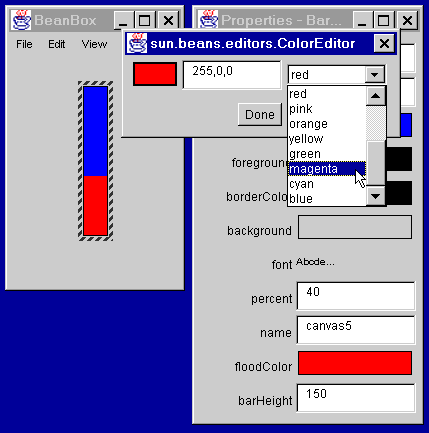 BeanBox
Properties - Bar...
File Edit View
sun.beans.editors.ColorEditor
255,0,0
red
Done
red
pink
orange
yellow
green
magenta
cyan
blue
foreground
borderColo
background
font Abcde...
percent 40
name canvas5
floodColor
barHeight 150